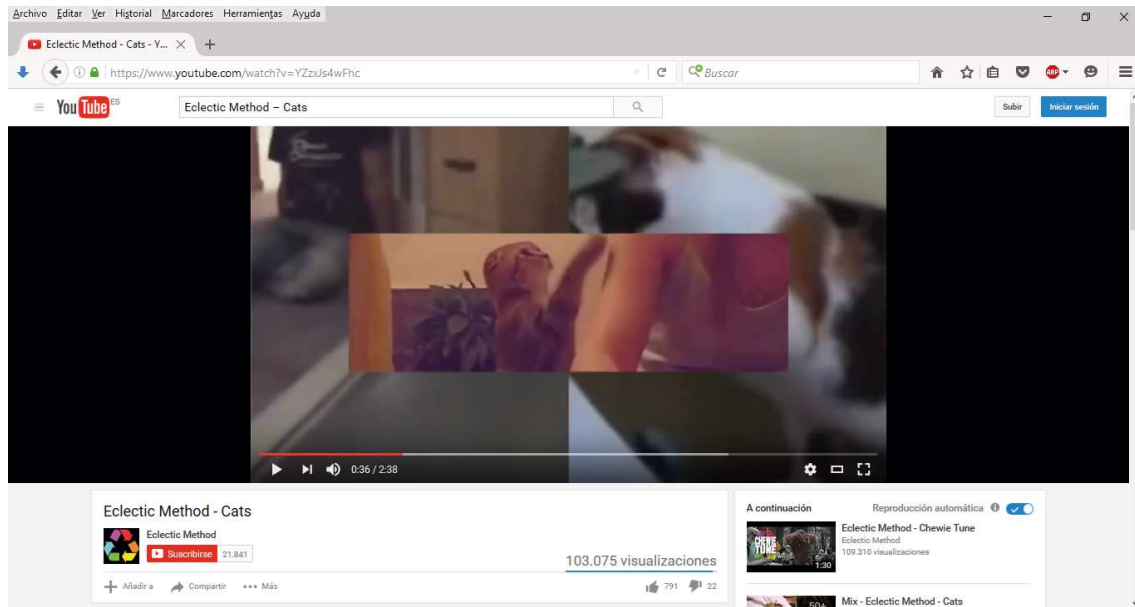 Archivo Editar Ver Historial Marcadores Herramientas Ayuda
Eclectic Method - Cats - Y...
https://www.youtube.com/watch?v=YZzxJs4wFhc
Buscar
ABP
YouTube ES
Eclectic Method – Cats
Subir
Iniciar sesión
0:36 / 2:38
Eclectic Method - Cats
Eclectic Method
Suscribirse 21.841
103.075 visualizaciones
Añadir a Compartir ••• Más
791 22
A continuación
Reproducción automática
CHEWIE TUNE
1:30
Eclectic Method - Chewie Tune
Eclectic Method
109.310 visualizaciones
50+
Mix - Eclectic Method - Cats